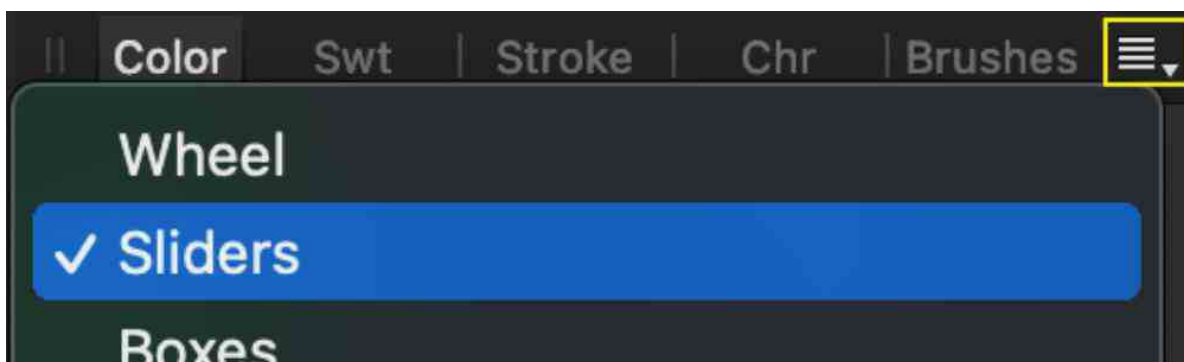 Color Swt | Stroke | Chr | Brushes
Wheel
✓ Sliders
Boxes